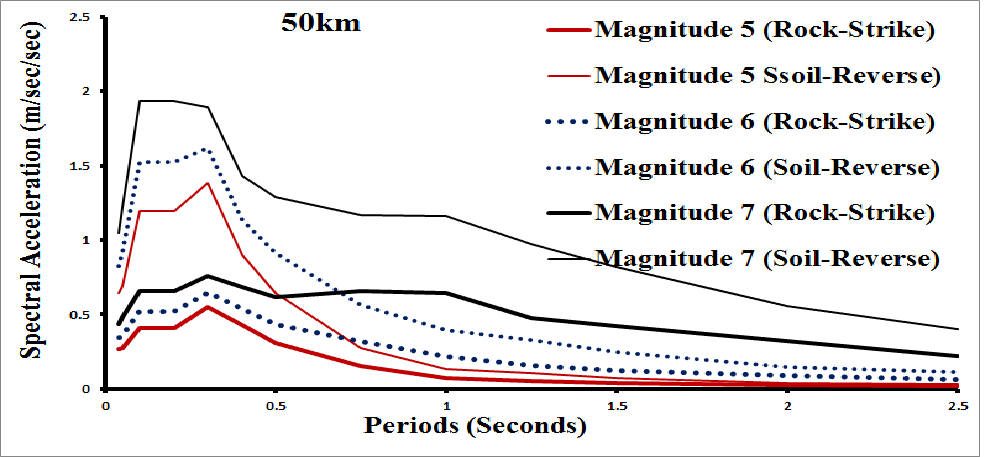 50km
Magnitude 5 (Rock-Strike)
Magnitude 5 Ssoil-Reverse)
Magnitude 6 (Rock-Strike)
Magnitude 6 (Soil-Reverse)
Magnitude 7 (Rock-Strike)
Magnitude 7 (Soil-Reverse)
Spectral Acceleration (m/sec/sec)
2.5
2
1.5
1
0.5
0
0 0.5 1 1.5 2 2.5
Periods (Seconds)